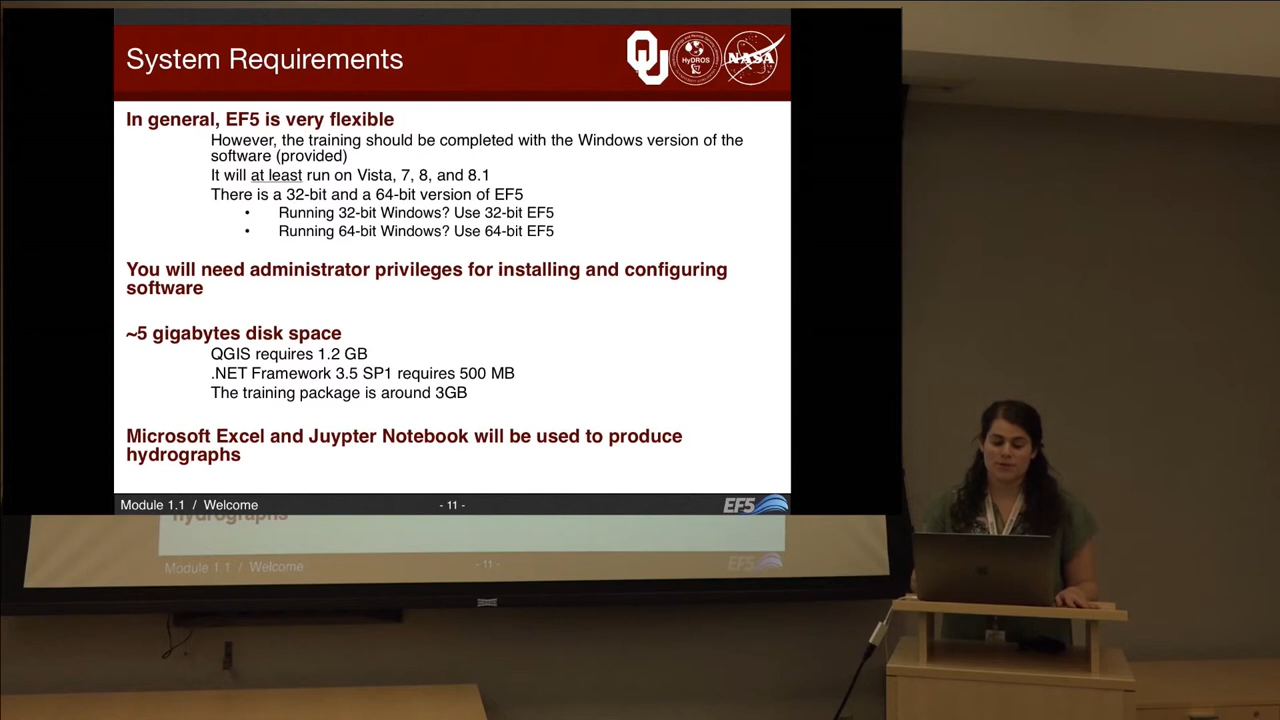 System Requirements
HyDROS
NASA
In general, EF5 is very flexible
However, the training should be completed with the Windows version of the
software (provided)
It will at least run on Vista, 7, 8, and 8.1
There is a 32-bit and a 64-bit version of EF5
• Running 32-bit Windows? Use 32-bit EF5
• Running 64-bit Windows? Use 64-bit EF5
You will need administrator privileges for installing and configuring
software
~5 gigabytes disk space
QGIS requires 1.2 GB
.NET Framework 3.5 SP1 requires 500 MB
The training package is around 3GB
Microsoft Excel and Juypter Notebook will be used to produce
hydrographs
Module 1.1 / Welcome
- 11 -
EF5
hydrographs
Module 1.1 / Welcome
- 11 -
EF5